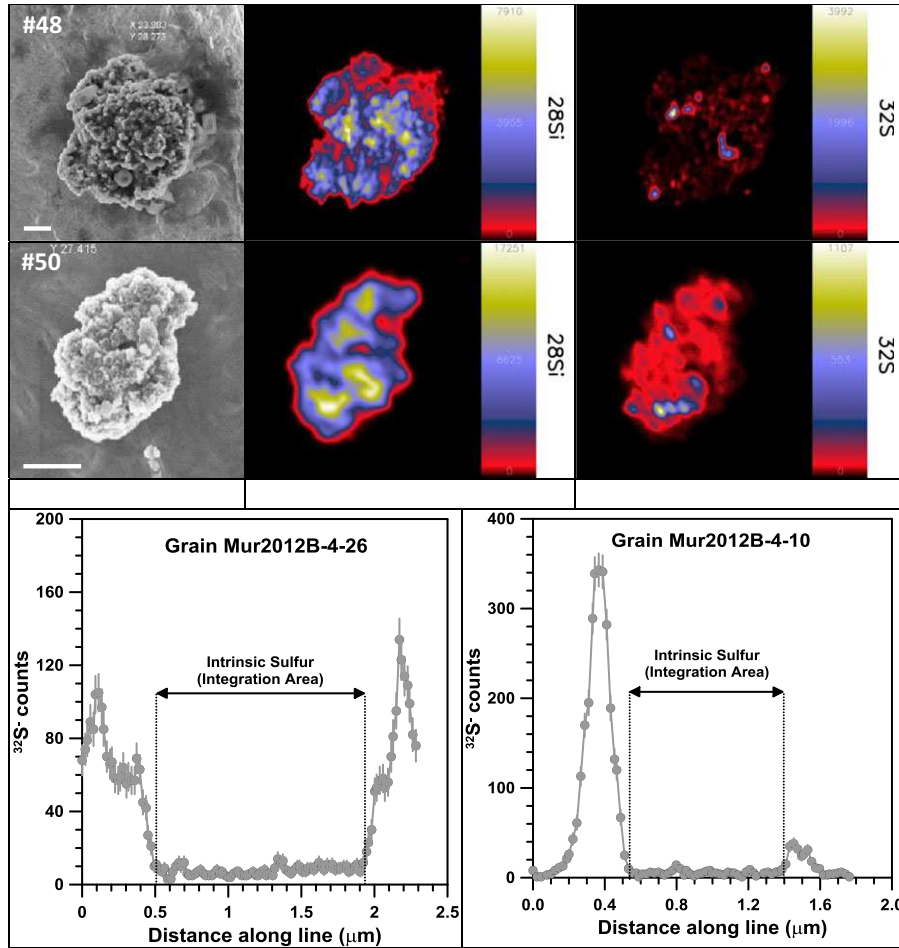 #48
X 23.993
Y 28.273
7910
3955
0
28Si
3992
1996
0
32S
#50
Y 27.415
17251
8625
0
28Si
1107
553
0
32S
Grain Mur2012B-4-26
Intrinsic Sulfur
(Integration Area)
32S- counts
200
160
120
80
40
0
0 0.5 1 1.5 2 2.5
Distance along line (μm)
Grain Mur2012B-4-10
Intrinsic Sulfur
(Integration Area)
32S- counts
400
300
200
100
0
0.0 0.4 0.8 1.2 1.6 2.0
Distance along line (μm)